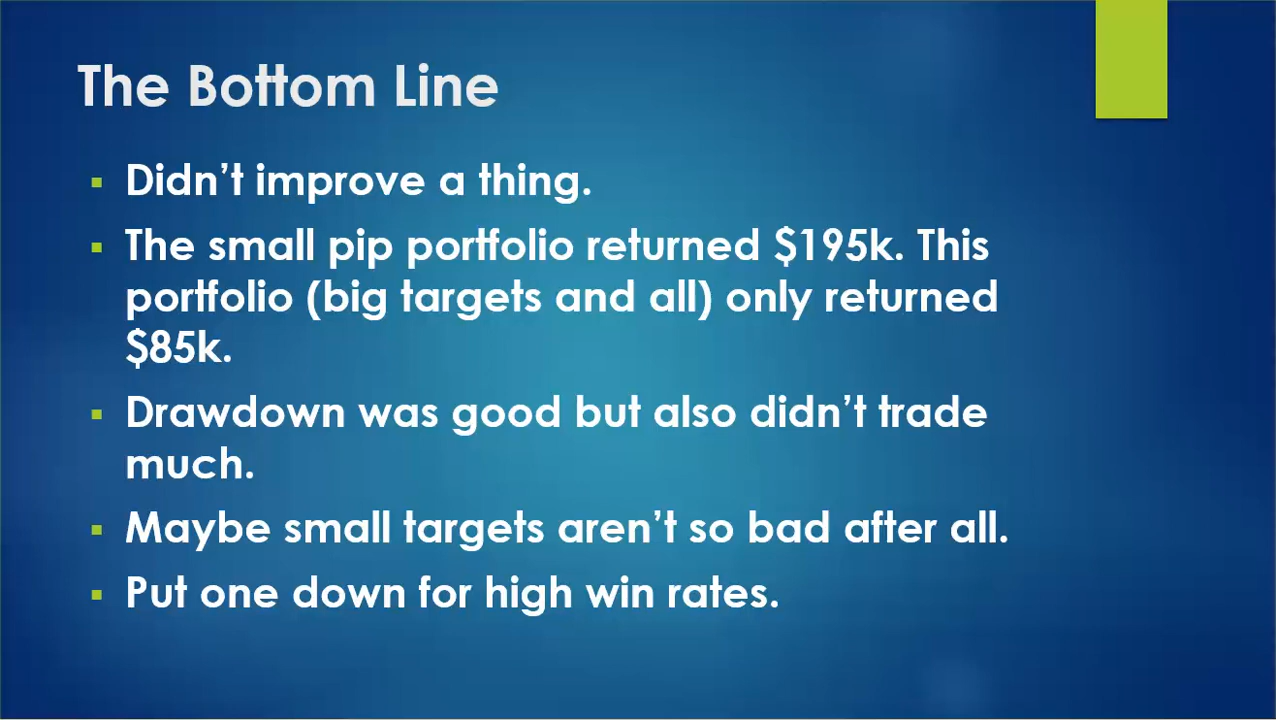 The Bottom Line
Didn’t improve a thing.
The small pip portfolio returned $195k. This
portfolio (big targets and all) only returned
$85k.
Drawdown was good but also didn’t trade
much.
Maybe small targets aren’t so bad after all.
Put one down for high win rates.